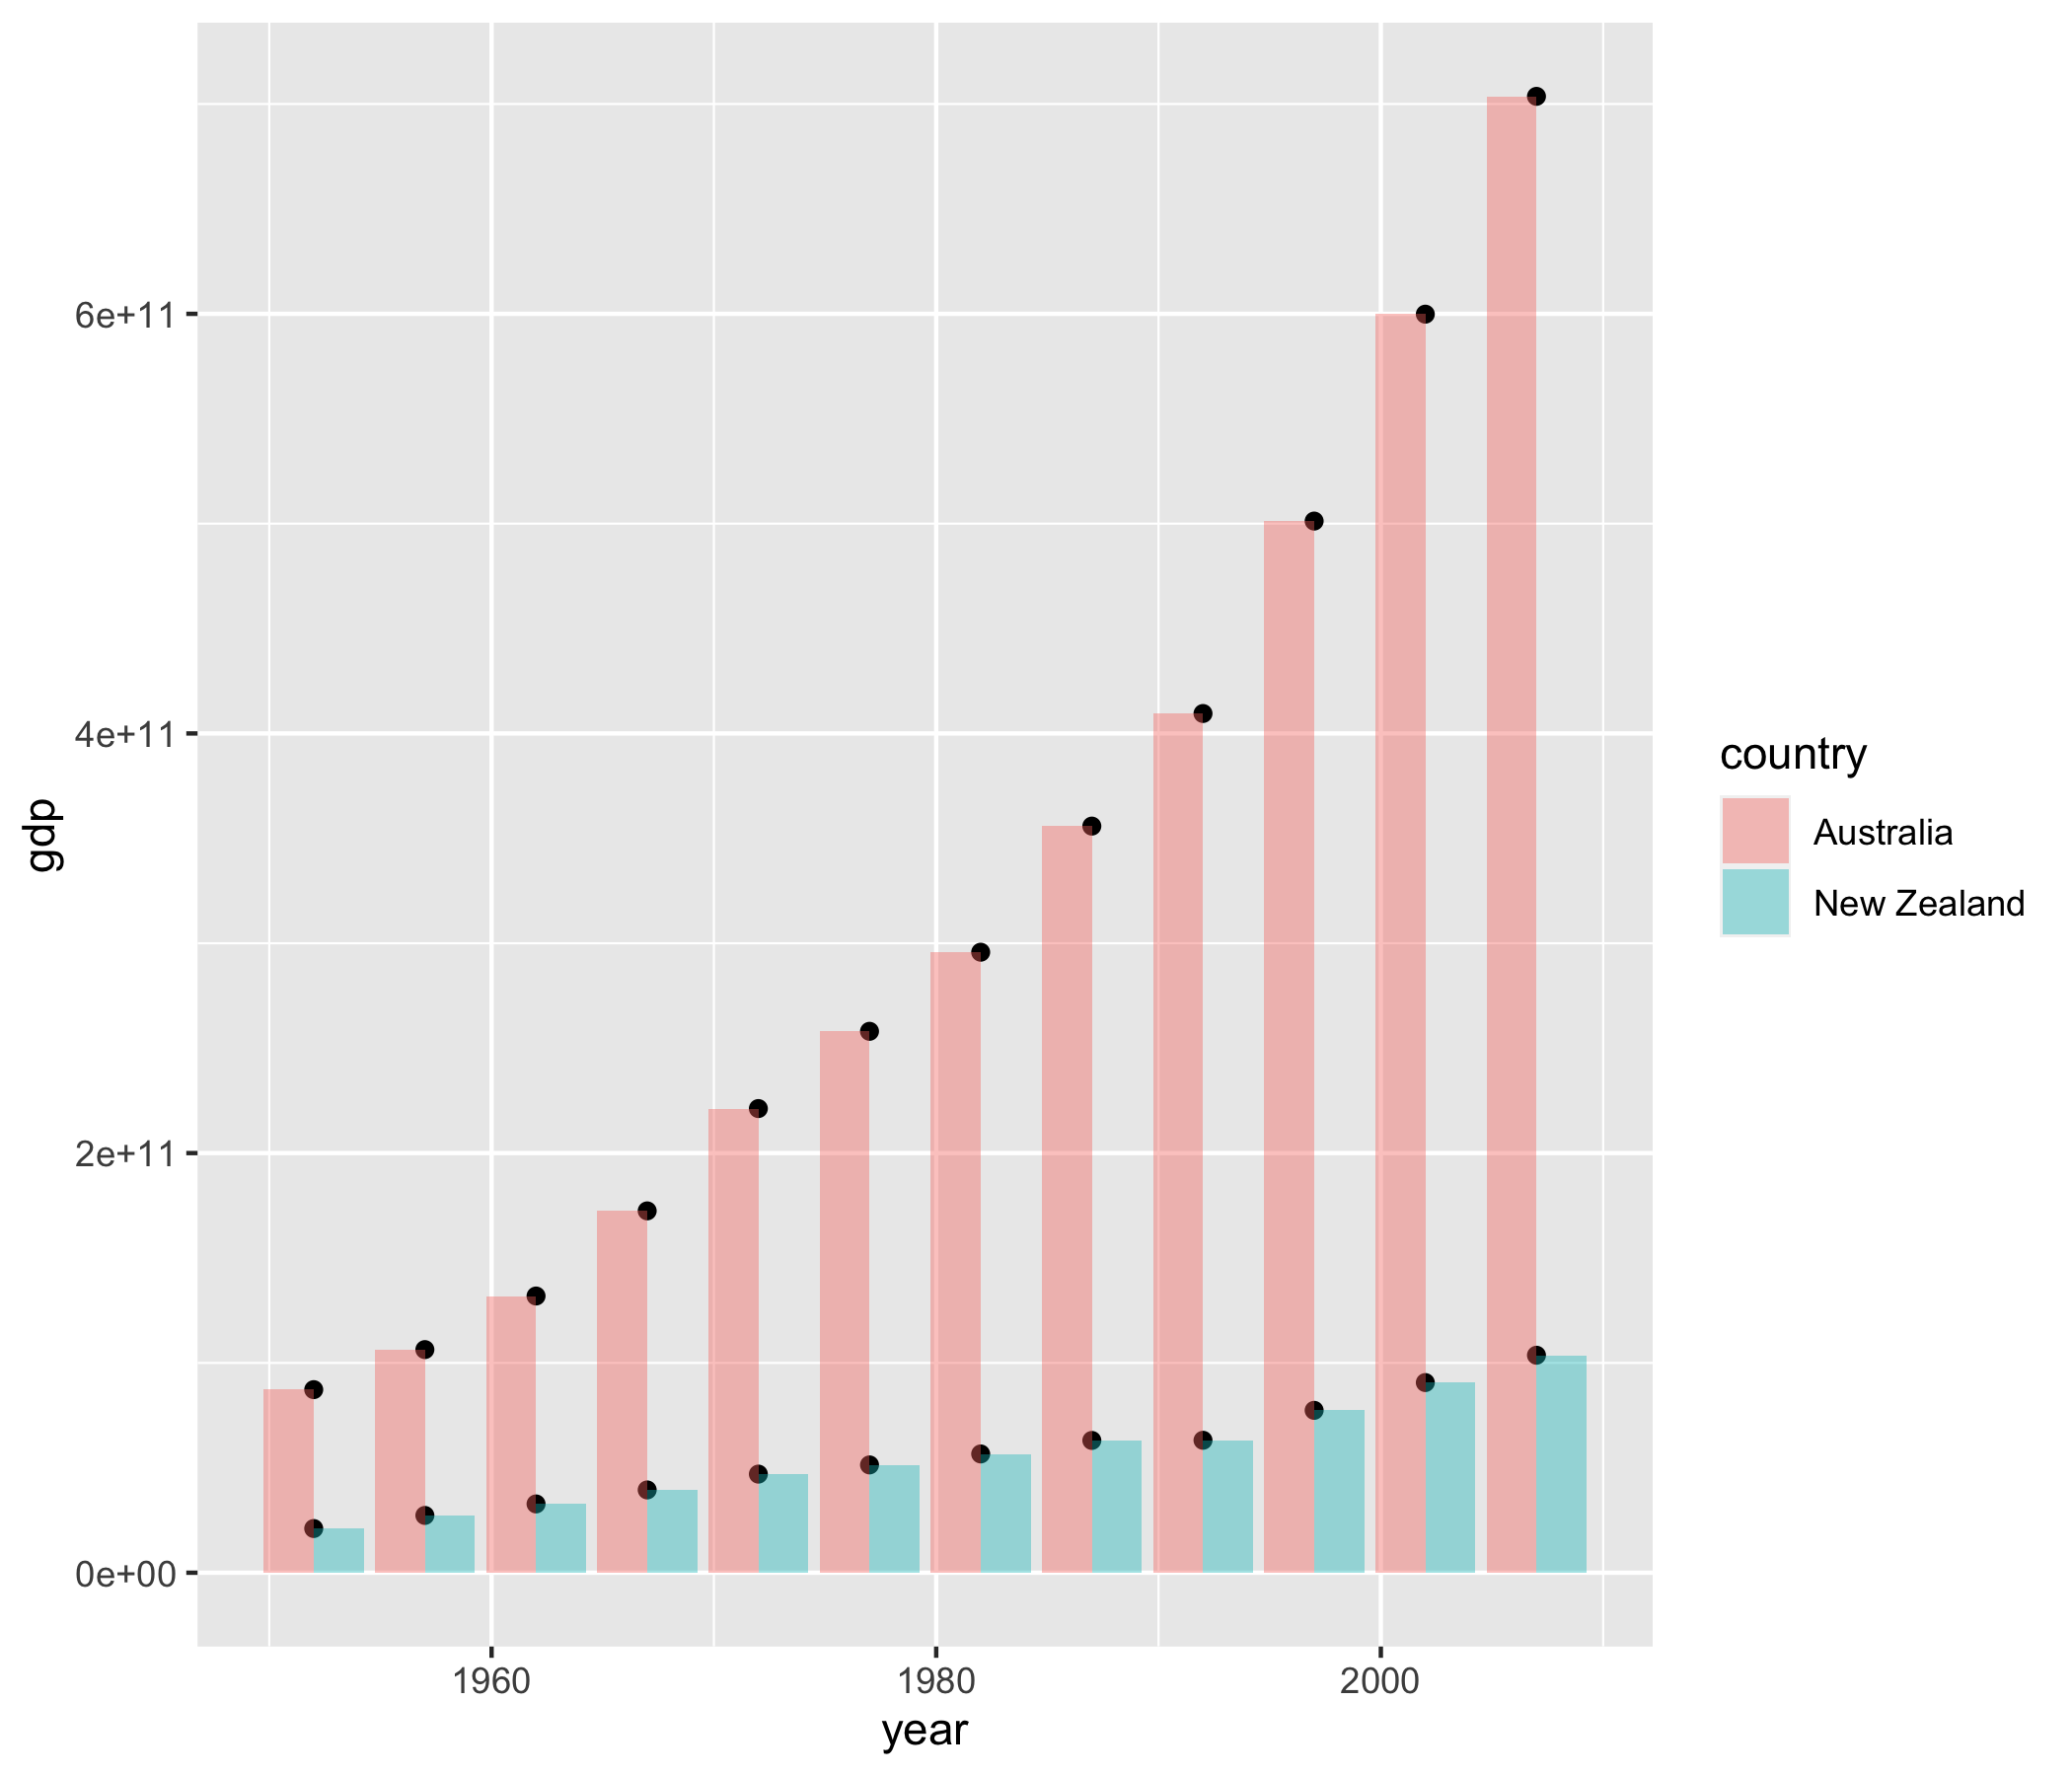 gdp
6e+11
4e+11
2e+11
0e+00
1960
1980
2000
year
country
Australia
New Zealand